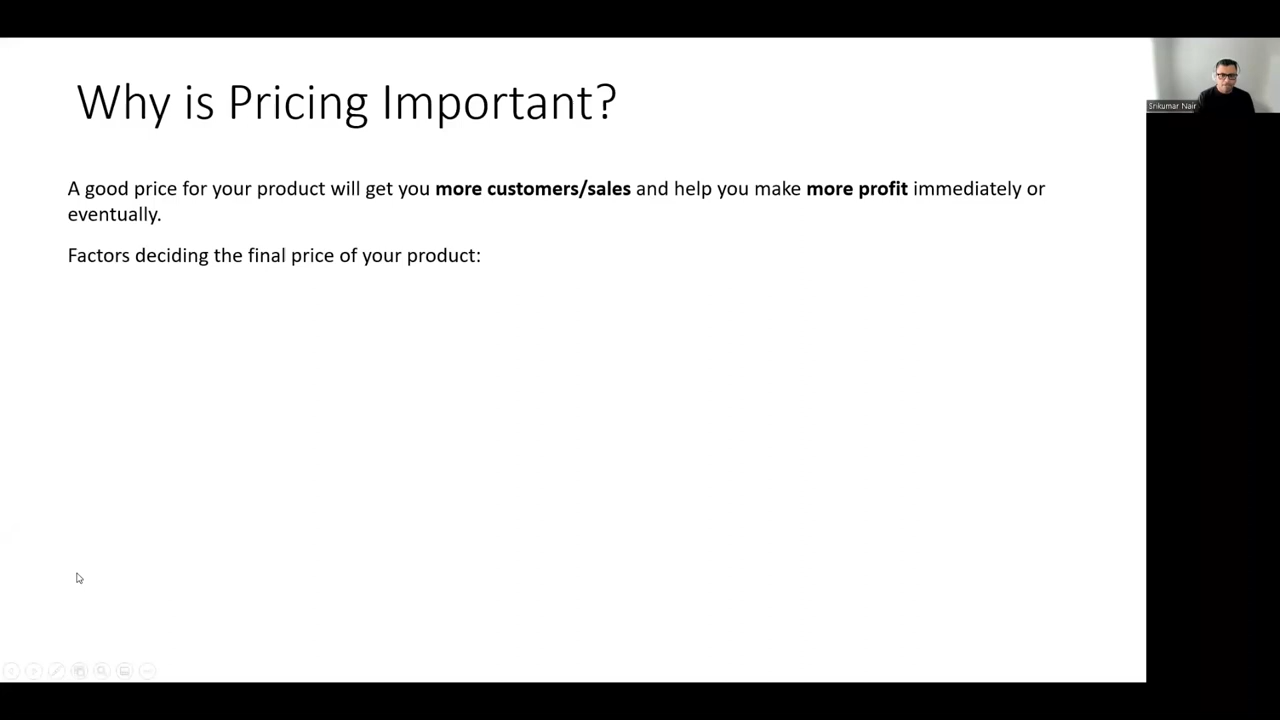 Why is Pricing Important?
Srikumar Nair
A good price for your product will get you more customers/sales and help you make more profit immediately or
eventually.
Factors deciding the final price of your product: